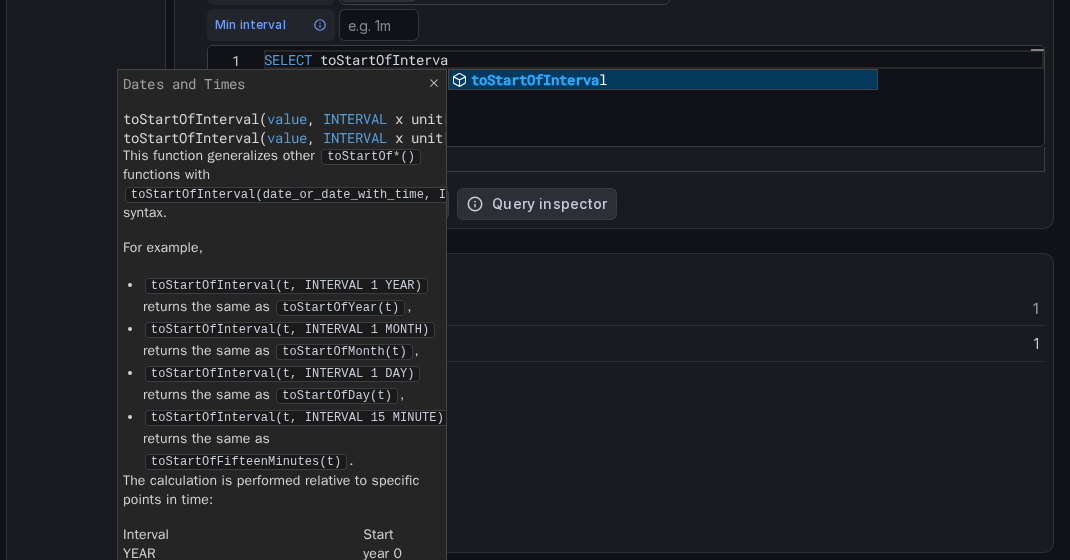 Min interval
e.g. 1m
1
SELECT toStartOfInterva
toStartOfInterval
Dates and Times
toStartOfInterval(value, INTERVAL x unit
toStartOfInterval(value, INTERVAL x unit
This function generalizes other toStartOf*()
functions with
toStartOfInterval(date_or_date_with_time, I
syntax.
For example,
• toStartOfInterval(t, INTERVAL 1 YEAR)
returns the same as toStartOfYear(t),
• toStartOfInterval(t, INTERVAL 1 MONTH)
returns the same as toStartOfMonth(t),
• toStartOfInterval(t, INTERVAL 1 DAY)
returns the same as toStartOfDay(t),
• toStartOfInterval(t, INTERVAL 15 MINUTE)
returns the same as
toStartOfFifteenMinutes(t).
The calculation is performed relative to specific
points in time:
Interval Start
YEAR year 0
Query inspector
1
1